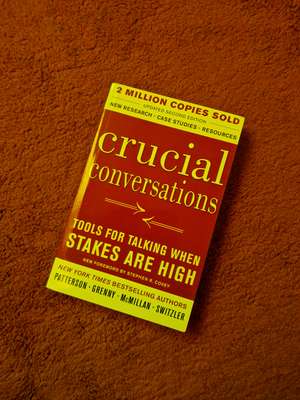 2 MILLION COPIES SOLD
UPDATED SECOND EDITION
NEW RESEARCH • CASE STUDIES • RESOURCES
crucial
conversations
TOOLS FOR TALKING WHEN
STAKES ARE HIGH
NEW FOREWORD BY STEPHEN R. COVEY
NEW YORK TIMES BESTSELLING AUTHORS
PATTERSON • GRENNY • McMILLAN • SWITZLER